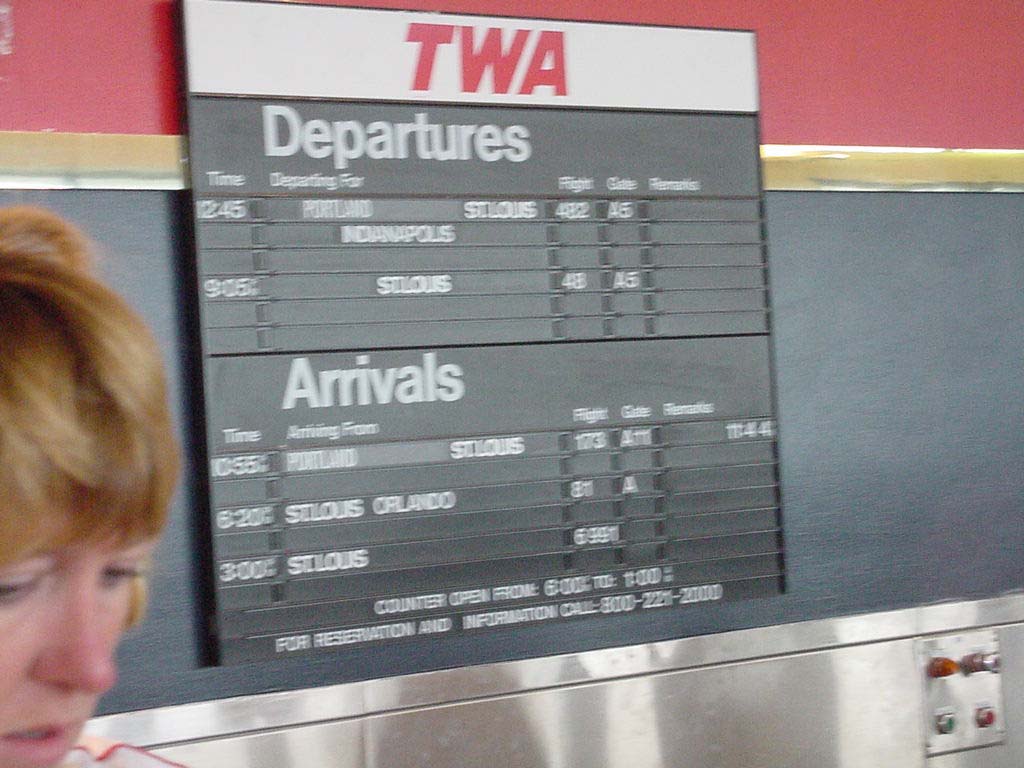 TWA
Departures
Time Departing For Flight Gate Remarks
12:45 PORTLAND ST.LOUIS 482 A5
INDIANAPOLIS
9:05 ST.LOUIS 48 A5
Arrivals
Time Arriving From Flight Gate Remarks
10:55 PORTLAND ST.LOUIS 173 A11 11:44
6:20 ST.LOUIS ORLANDO 81 A
3:00 ST.LOUIS 6991
COUNTER OPEN FROM: 6:00 TO: 1:00
FOR RESERVATION AND INFORMATION CALL-800-221-2000